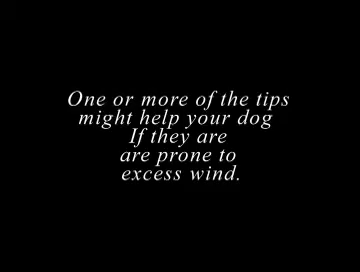 One or more of the tips
might help your dog
If they are
are prone to
excess wind.